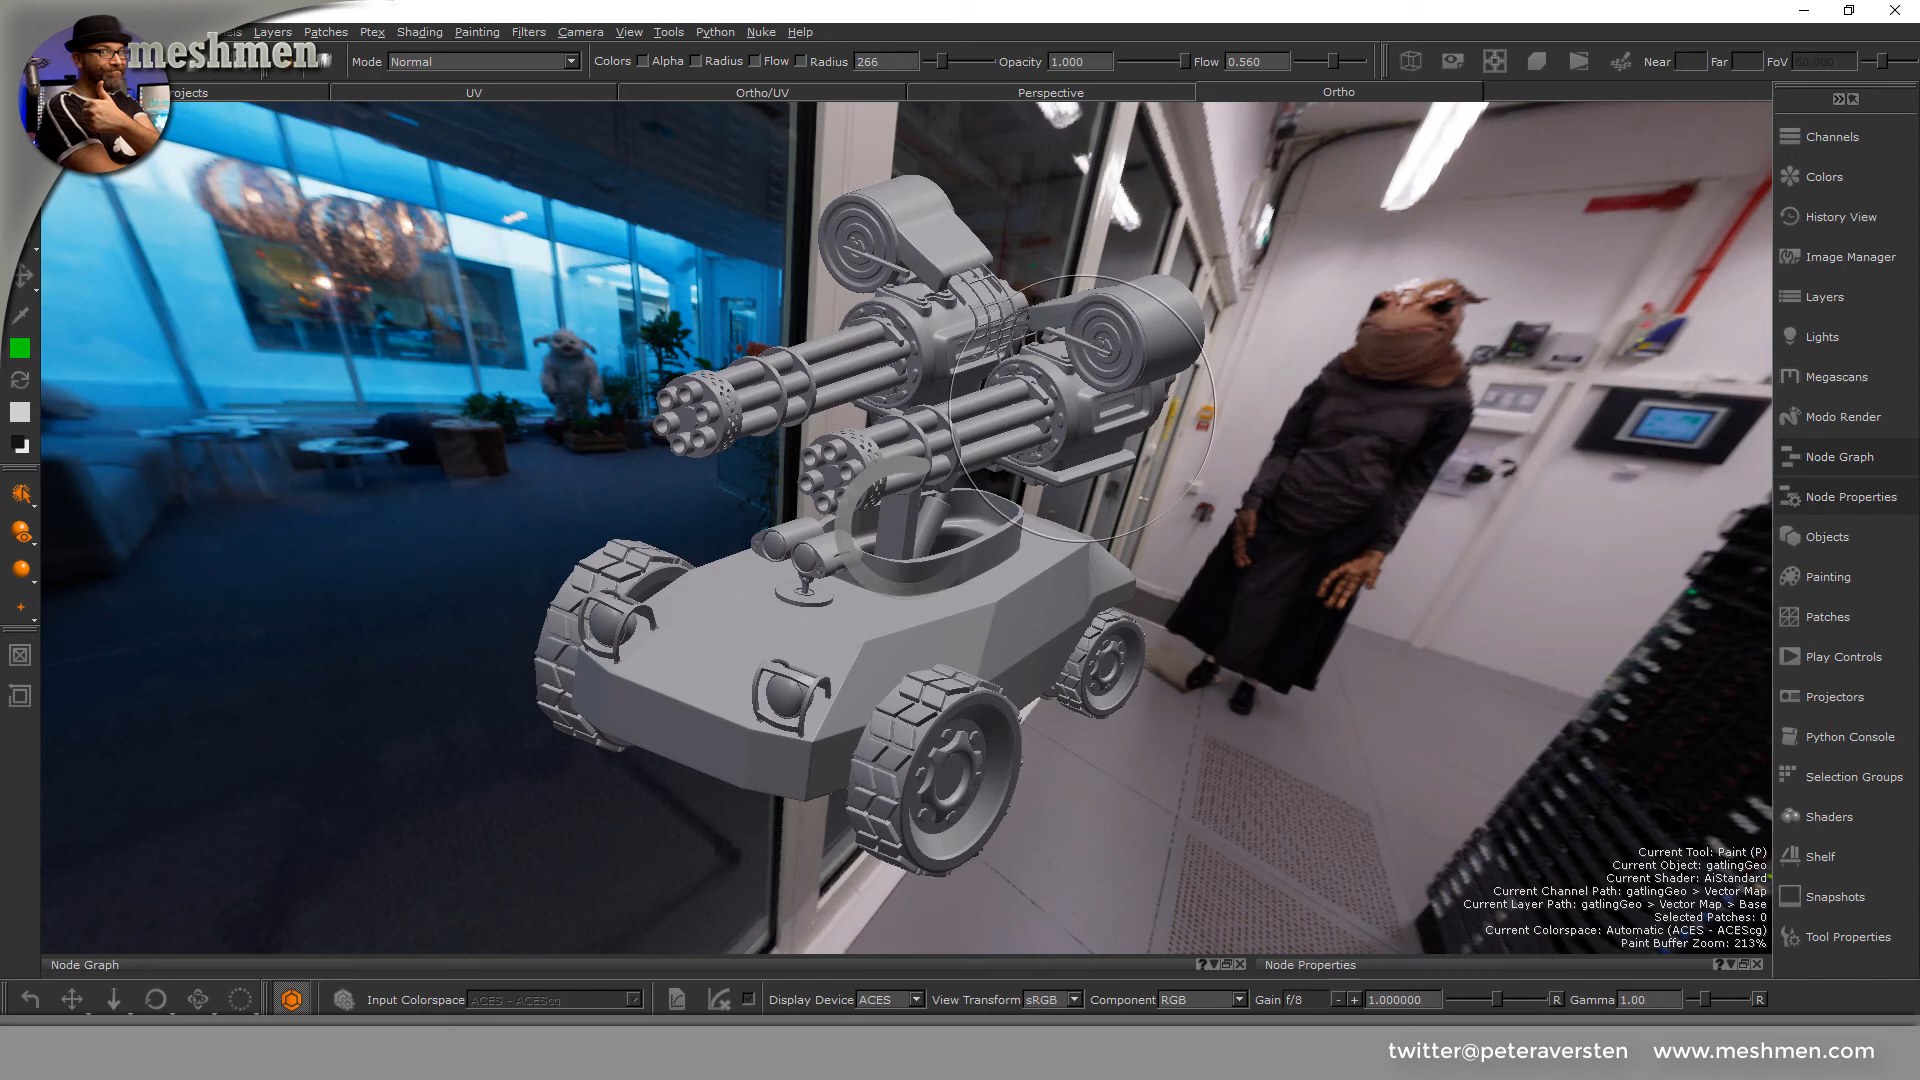 meshmen
Layers Patches Ptex Shading Painting Filters Camera View Tools Python Nuke Help
Mode Normal Colors Alpha Radius Flow Radius 266 Opacity 1.000 Flow 0.560 Near Far FoV 50.000
UV Ortho/UV Perspective Ortho
Channels
Colors
History View
Image Manager
Layers
Lights
Megascans
Modo Render
Node Graph
Node Properties
Objects
Painting
Patches
Play Controls
Projectors
Python Console
Selection Groups
Shaders
Shelf
Snapshots
Tool Properties
Current Tool: Paint (P)
Current Object: gatlingGeo
Current Shader: AiStandard
Current Channel Path: gatlingGeo > Vector Map
Current Layer Path: gatlingGeo > Vector Map > Base
Selected Patches: 0
Current Colorspace: Automatic (ACES - ACEScg)
Paint Buffer Zoom: 213%
Node Graph Node Properties
Input Colorspace ACES - ACEScg Display Device ACES View Transform sRGB Component RGB Gain f/8 - + 1.000000 R Gamma 1.00 R
twitter@peteraversten www.meshmen.com